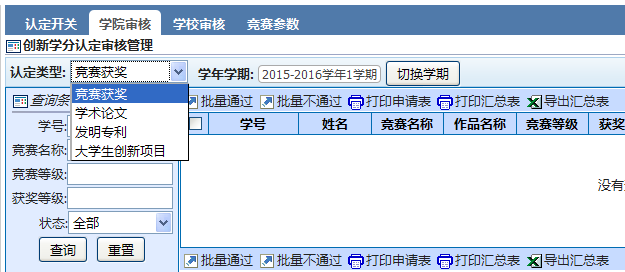 认定开关 学院审核 学校审核 竞赛参数
创新学分认定审核管理
认定类型: 竞赛获奖 学年学期: 2015-2016学年1学期 切换学期
竞赛获奖
学术论文
发明专利
大学生创新项目
查询条
学号:
竞赛名称:
竞赛等级:
获奖等级:
状态: 全部
查询 重置
批量通过 批量不通过 打印申请表 打印汇总表 导出汇总表
学号 姓名 竞赛名称 作品名称 竞赛等级 获奖
没有
批量通过 批量不通过 打印申请表 打印汇总表 导出汇总表